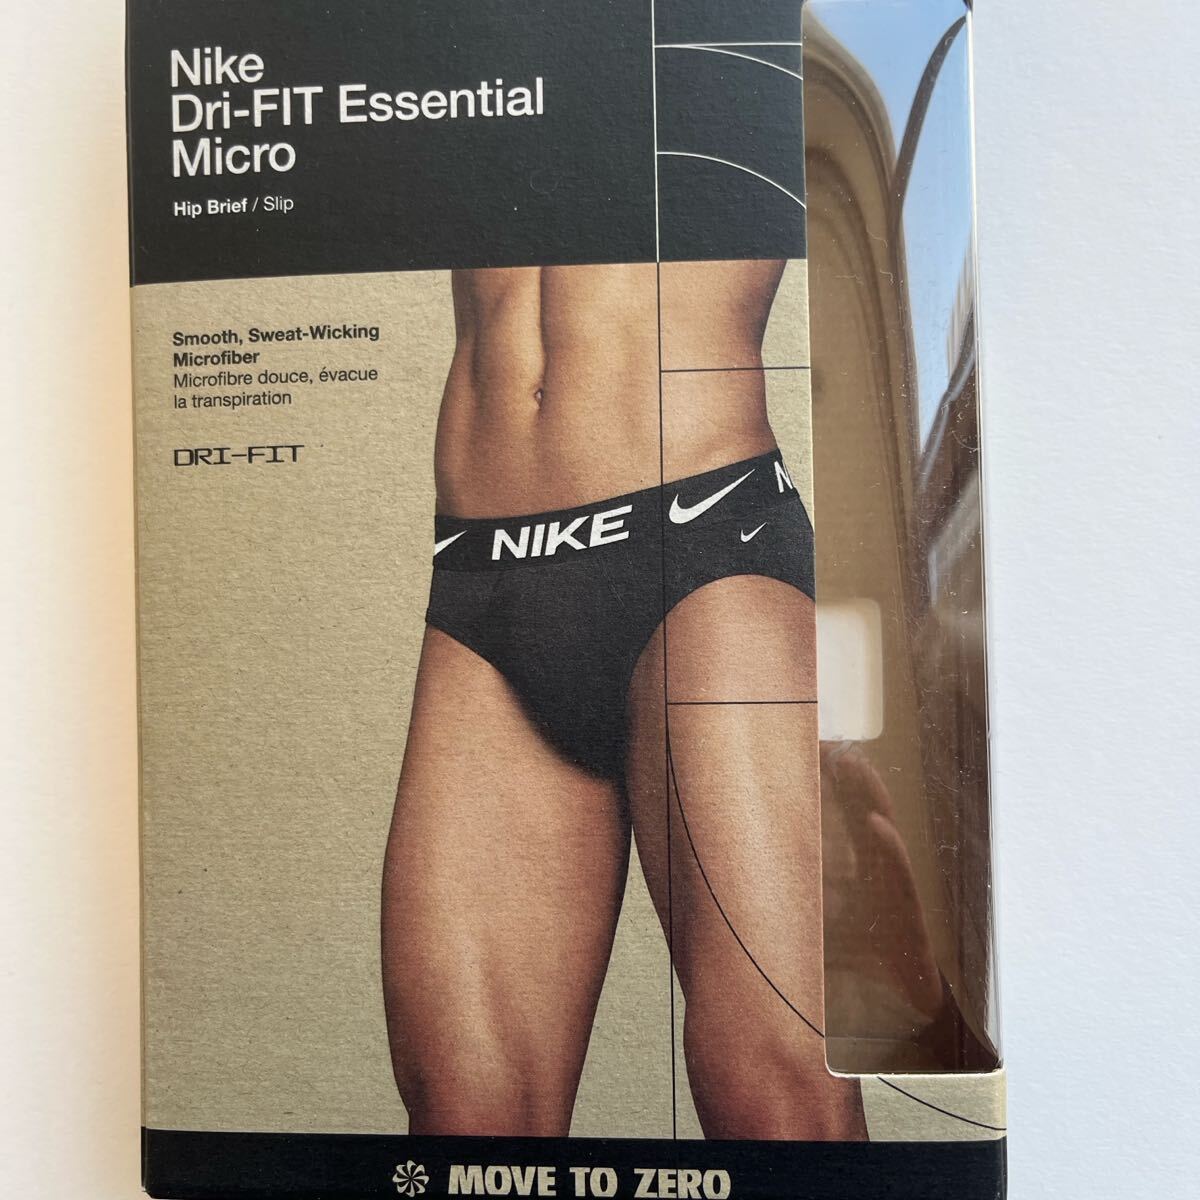 Nike
Dri-FIT Essential
Micro
Hip Brief / Slip
Smooth, Sweat-Wicking
Microfiber
Microfibre douce, évacue
la transpiration
DRI-FIT
NIKE
N
MOVE TO ZERO